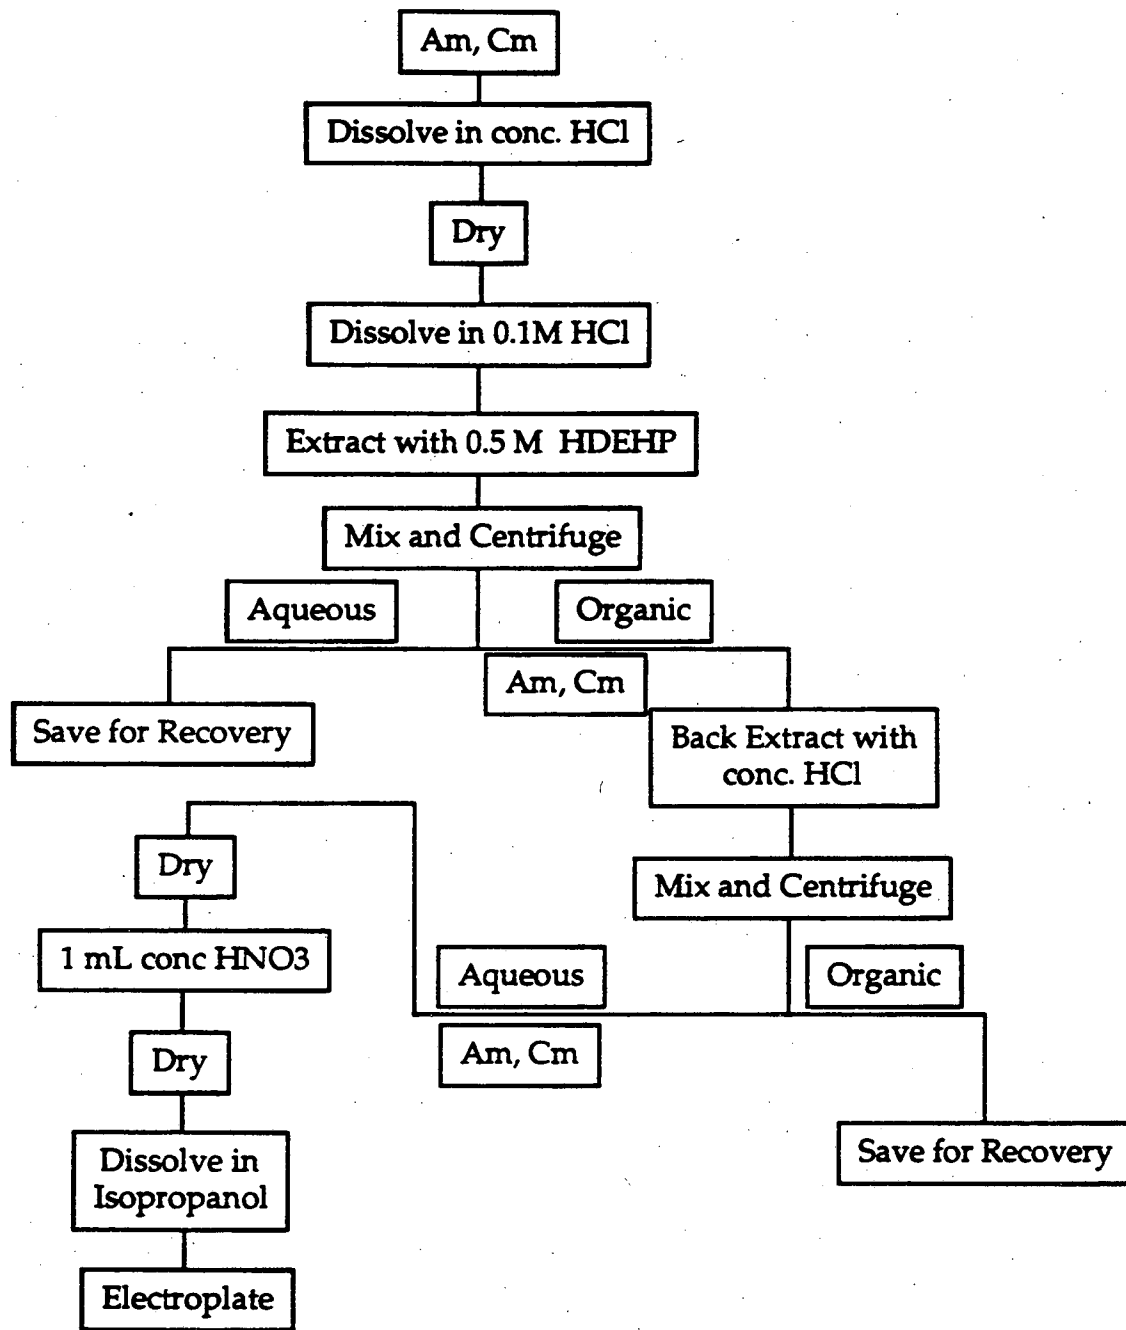 Am, Cm
Dissolve in conc. HCl
Dry
Dissolve in 0.1M HCl
Extract with 0.5 M HDEHP
Mix and Centrifuge
Aqueous
Organic
Am, Cm
Save for Recovery
Back Extract with
conc. HCl
Mix and Centrifuge
Aqueous
Organic
Am, Cm
Save for Recovery
Dry
1 mL conc HNO3
Dry
Dissolve in
Isopropanol
Electroplate